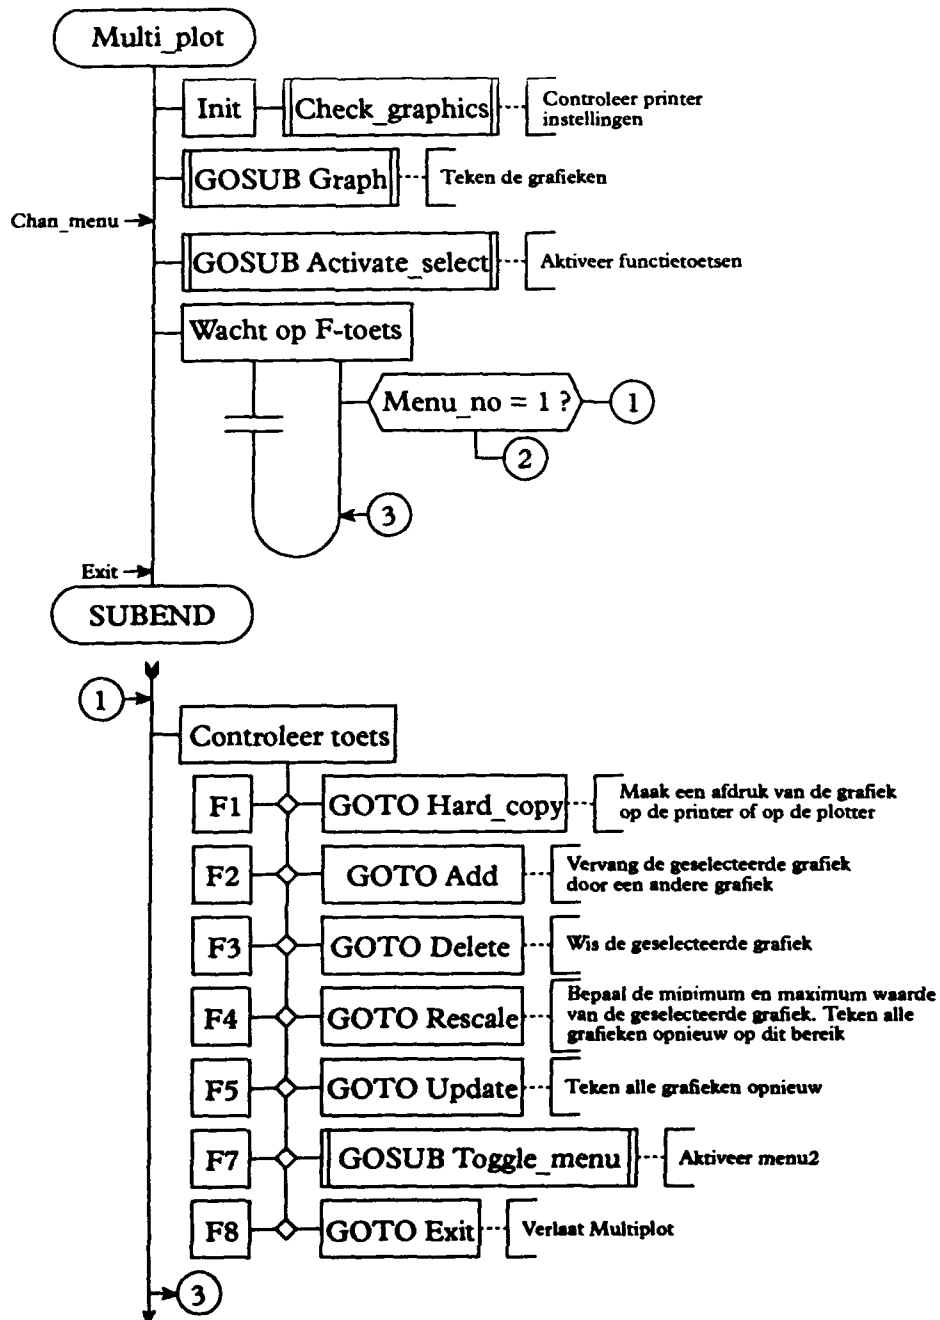 Multi_plot
Init
Check_graphics
Controleer printer
instellingen
GOSUB Graph
Teken de grafieken
Chan_menu
GOSUB Activate_select
Aktiveer functietoetsen
Wacht op F-toets
Menu_no = 1 ?
1
2
3
Exit
SUBEND
1
Controleer toets
F1
GOTO Hard_copy
Maak een afdruk van de grafiek
op de printer of op de plotter
F2
GOTO Add
Vervang de geselecteerde grafiek
door een andere grafiek
F3
GOTO Delete
Wis de geselecteerde grafiek
F4
GOTO Rescale
Bepaal de minimum en maximum waarde
van de geselecteerde grafiek. Teken alle
grafieken opnieuw op dit bereik
F5
GOTO Update
Teken alle grafieken opnieuw
F7
GOSUB Toggle_menu
Aktiveer menu2
F8
GOTO Exit
Verlaat Multiplot
3